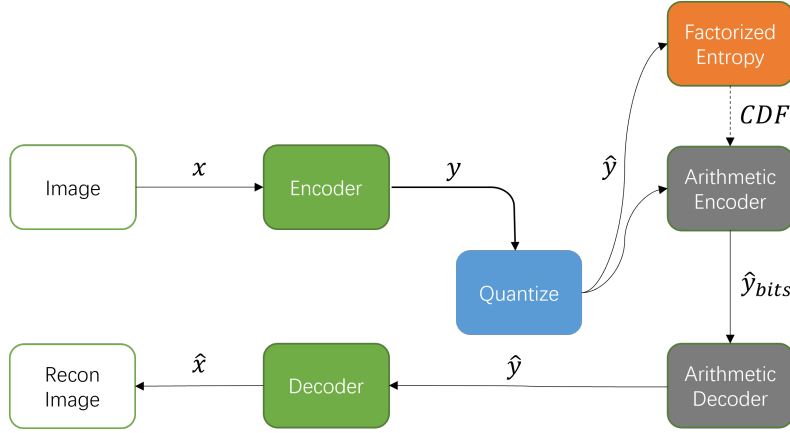 Factorized
Entropy
CDF
Image
x
Encoder
y
ŷ
Arithmetic
Encoder
Quantize
ŷbits
Recon
Image
x̂
Decoder
ŷ
Arithmetic
Decoder